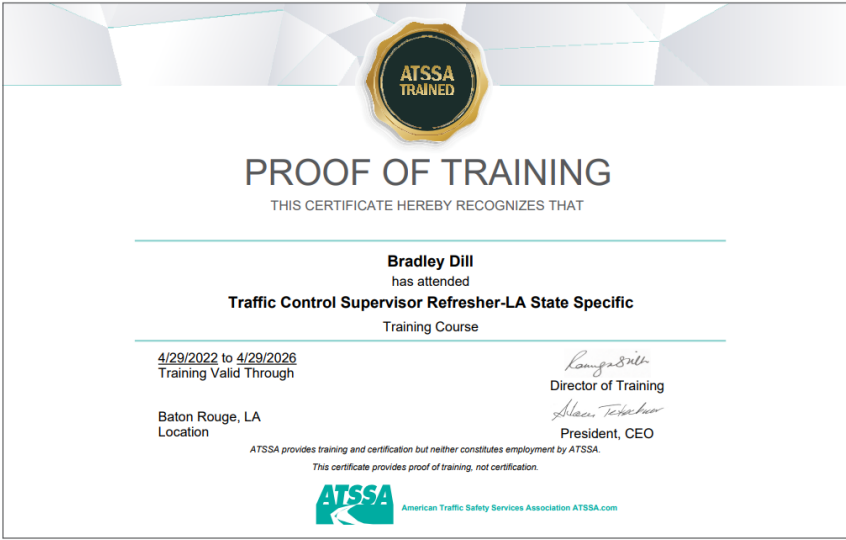 ATSSA
TRAINED
PROOF OF TRAINING
THIS CERTIFICATE HEREBY RECOGNIZES THAT
Bradley Dill
has attended
Traffic Control Supervisor Refresher-LA State Specific
Training Course
4/29/2022 to 4/29/2026
Training Valid Through
Director of Training
Baton Rouge, LA
Location
President, CEO
ATSSA provides training and certification but neither constitutes employment by ATSSA.
This certificate provides proof of training, not certification.
ATSSA
American Traffic Safety Services Association ATSSA.com